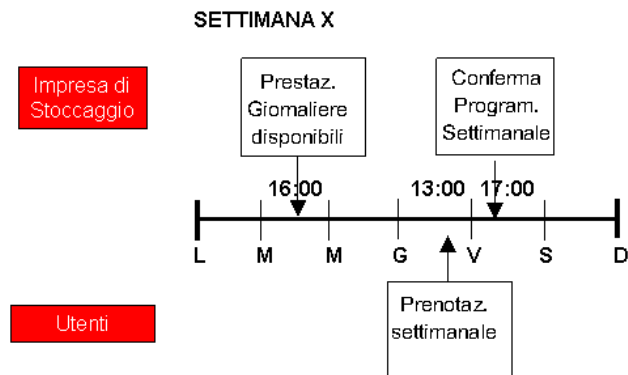 SETTIMANA X
Impresa di
Stoccaggio
Prestaz.
Giornaliere
disponibili
Conferma
Program.
Settimanale
16:00 13:00 17:00
L M M G V S D
Utenti
Prenotaz.
settimanale